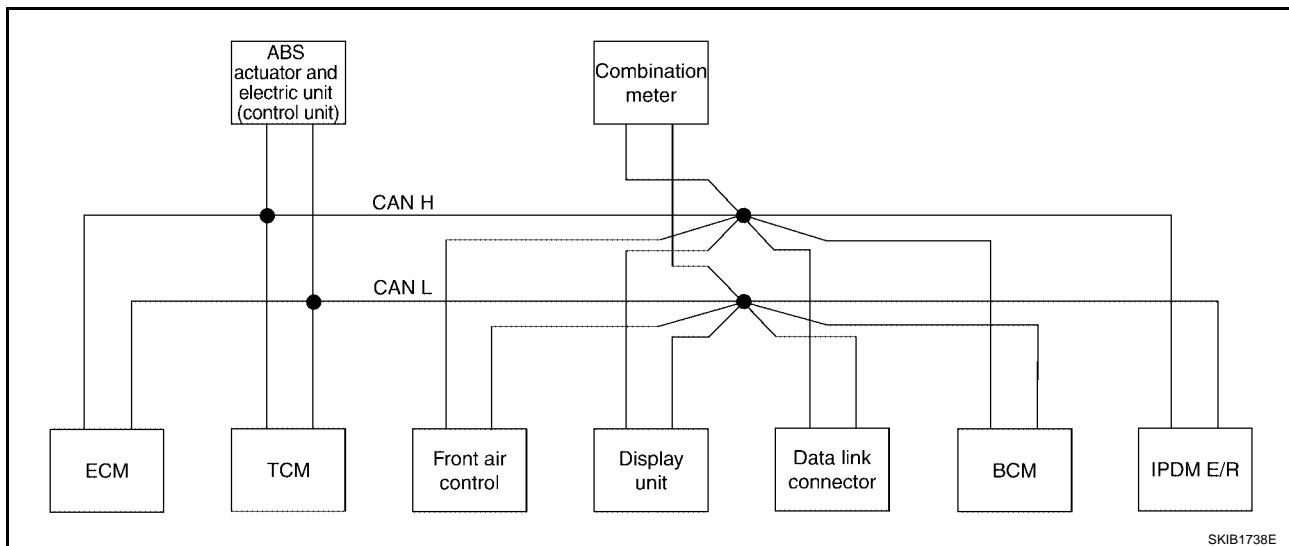 ABS
actuator and
electric unit
(control unit)
Combination
meter
CAN H
CAN L
ECM
TCM
Front air
control
Display
unit
Data link
connector
BCM
IPDM E/R
SKIB1738E